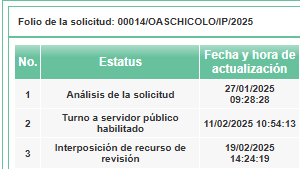 Folio de la solicitud: 00014/OASCHICOLO/IP/2025
No. Estatus Fecha y hora de actualización
1 Análisis de la solicitud 27/01/2025 09:28:28
2 Turno a servidor público habilitado 11/02/2025 10:54:13
3 Interposición de recurso de revisión 19/02/2025 14:24:19